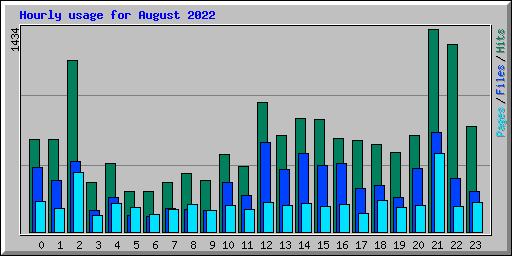 Hourly usage for August 2022
1434
Pages/Files/Hits
0 1 2 3 4 5 6 7 8 9 10 11 12 13 14 15 16 17 18 19 20 21 22 23